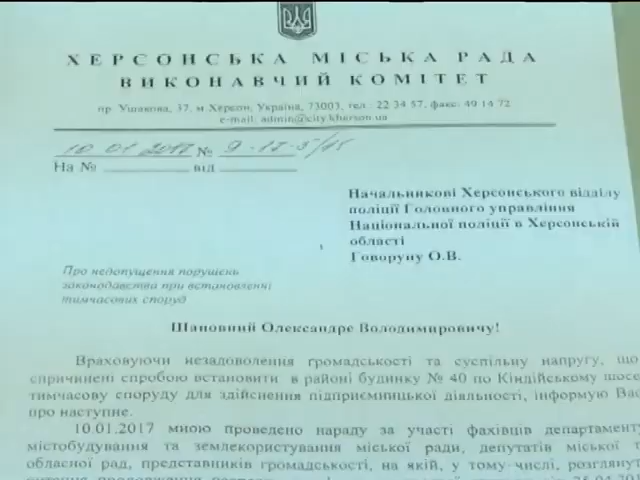 ХЕРСОНСЬКА МІСЬКА РАДА
ВИКОНАВЧИЙ КОМІТЕТ
пр. Ушакова, 37, м.Херсон, Україна, 73003, тел.: 22 34 57, факс: 49 14 72
e-mail: admin@city.kherson.ua
10 01 2017 № 9-12-5/15
На № від
Начальникові Херсонського відділу
поліції Головного управління
Національної поліції в Херсонській
області
Говоруну О.В.
Про недопущення порушень
законодавства при встановленні
тимчасових споруд
Шановний Олександре Володимировичу!
Враховуючи незадоволення громадськості та суспільну напругу, що
спричинені спробою встановити в районі будинку № 40 по Кіндійському шосе
тимчасову споруду для здійснення підприємницької діяльності, інформую Вас
про наступне.
10.01.2017 мною проведено нараду за участі фахівців департаменту
містобудування та землекористування міської ради, депутатів міської та
обласної рад, представників громадськості, на якій, у тому числі, розглянут